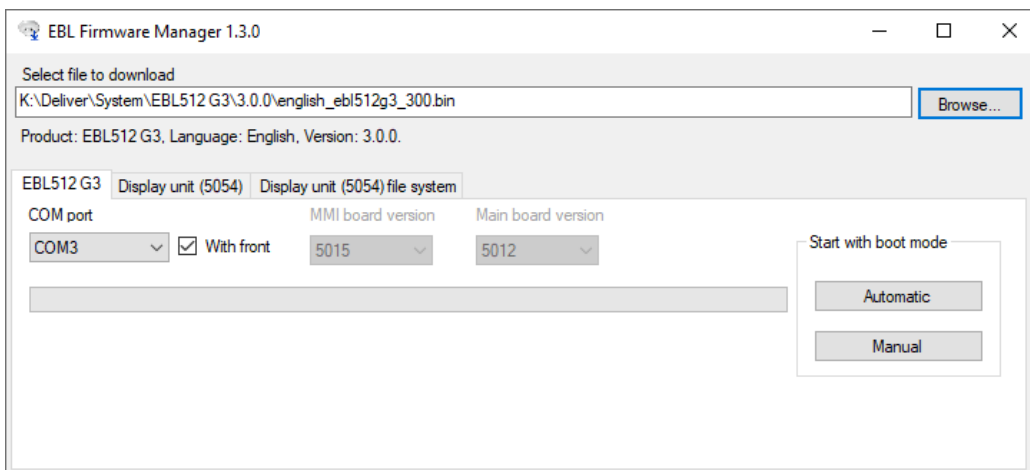 EBL Firmware Manager 1.3.0
Select file to download
K:\Deliver\System\EBL512 G3\3.0.0\english_ebl512g3_300.bin
Browse...
Product: EBL512 G3, Language: English, Version: 3.0.0.
EBL512 G3 Display unit (5054) Display unit (5054) file system
COM port MMI board version Main board version
COM3 With front 5015 5012
Start with boot mode
Automatic
Manual